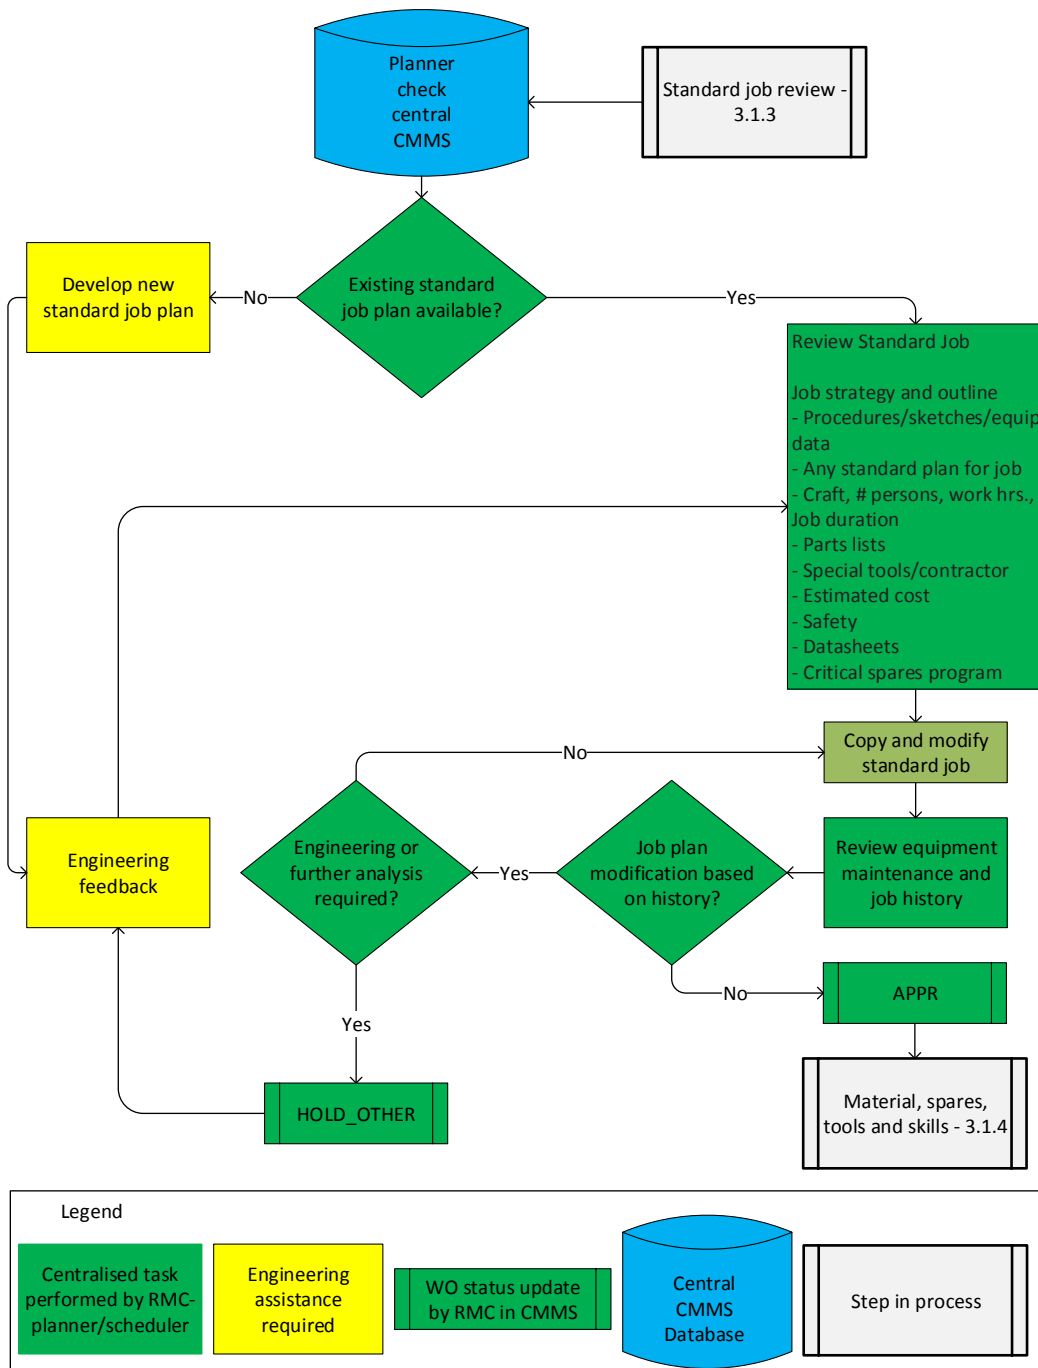 Planner
check
central
CMMS
Standard job review -
3.1.3
Develop new
standard job plan
No
Existing standard
job plan available?
Yes
Review Standard Job
Job strategy and outline
- Procedures/sketches/equip
data
- Any standard plan for job
- Craft, # persons, work hrs.,
Job duration
- Parts lists
- Special tools/contractor
- Estimated cost
- Safety
- Datasheets
- Critical spares program
No
Copy and modify
standard job
Engineering
feedback
Engineering or
further analysis
required?
Yes
Job plan
modification based
on history?
Review equipment
maintenance and
job history
No
APPR
Yes
HOLD_OTHER
Material, spares,
tools and skills - 3.1.4
Legend
Centralised task
performed by RMC-
planner/scheduler
Engineering
assistance
required
WO status update
by RMC in CMMS
Central
CMMS
Database
Step in process